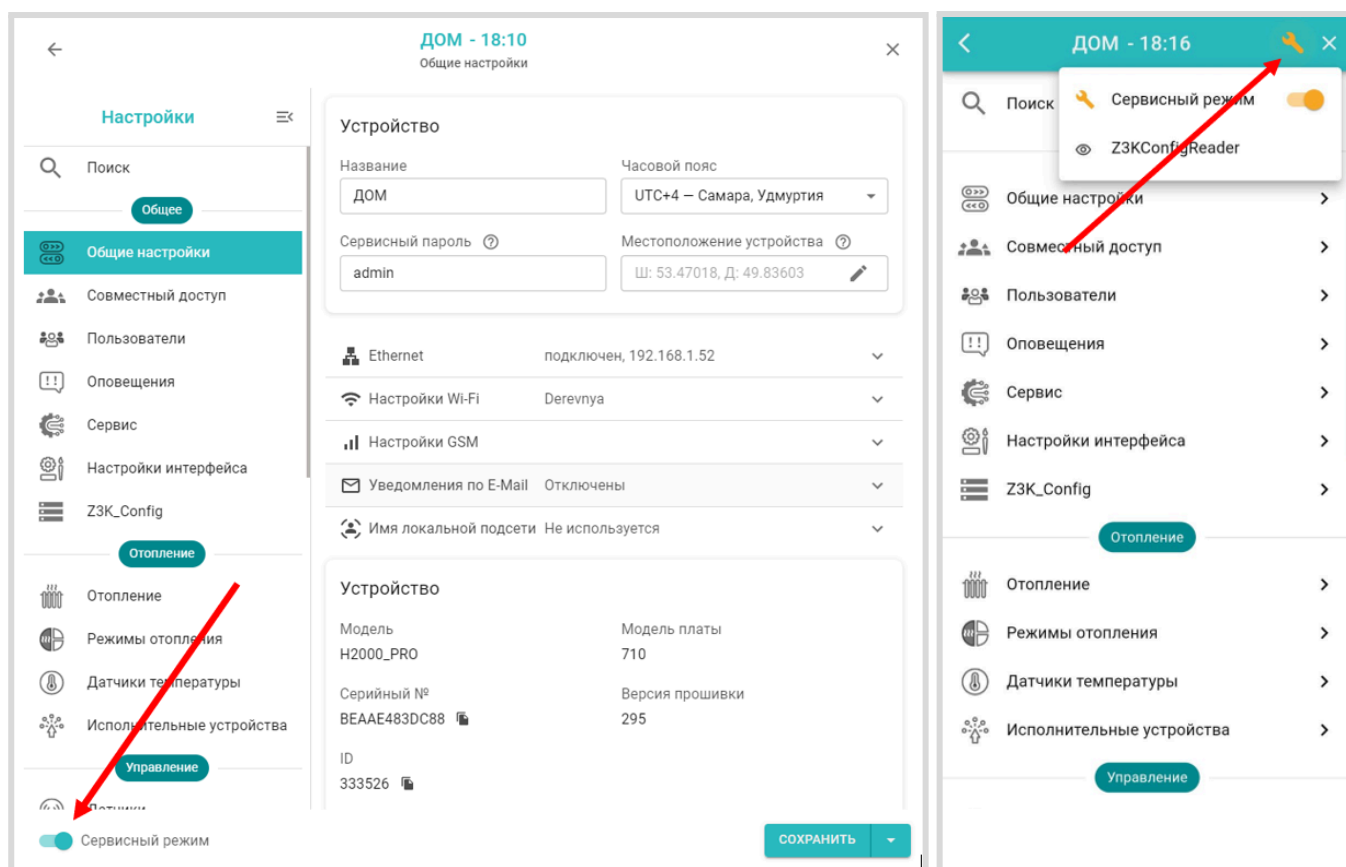 ДОМ - 18:10
Общие настройки
Настройки
Поиск
Общее
Общие настройки
Совместный доступ
Пользователи
Оповещения
Сервис
Настройки интерфейса
Z3K_Config
Отопление
Отопление
Режимы отопления
Датчики температуры
Исполнительные устройства
Управление
Датчики
Сервисный режим
Устройство
Название
Часовой пояс
ДОМ
UTC+4 — Самара, Удмуртия
Сервисный пароль
Местоположение устройства
admin
Ш: 53.47018, Д: 49.83603
Ethernet подключен, 192.168.1.52
Настройки Wi-Fi Derevnya
Настройки GSM
Уведомления по E-Mail Отключены
Имя локальной подсети Не используется
Устройство
Модель
Модель платы
H2000_PRO
710
Серийный №
Версия прошивки
BEAAE483DC88
295
ID
333526
СОХРАНИТЬ
ДОМ - 18:16
Поиск
Сервисный режим
Z3KConfigReader
Общие настройки
Совместный доступ
Пользователи
Оповещения
Сервис
Настройки интерфейса
Z3K_Config
Отопление
Отопление
Режимы отопления
Датчики температуры
Исполнительные устройства
Управление